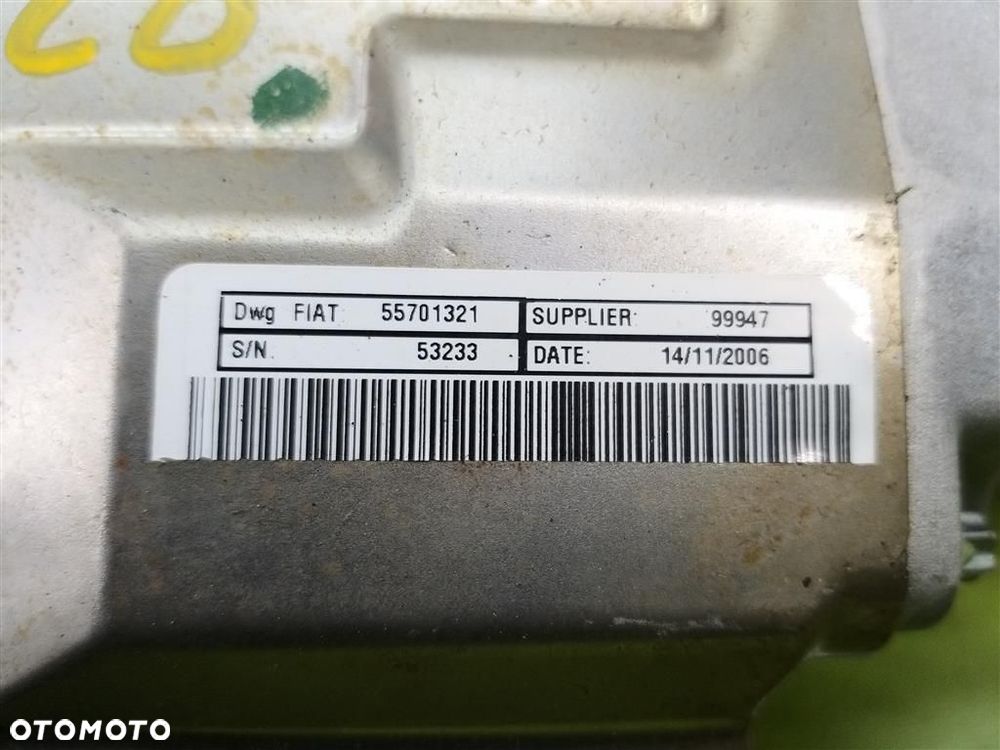 Dwg FIAT: 55701321 SUPPLIER: 99947
S/N. 53233 DATE: 14/11/2006
OTOMOTO